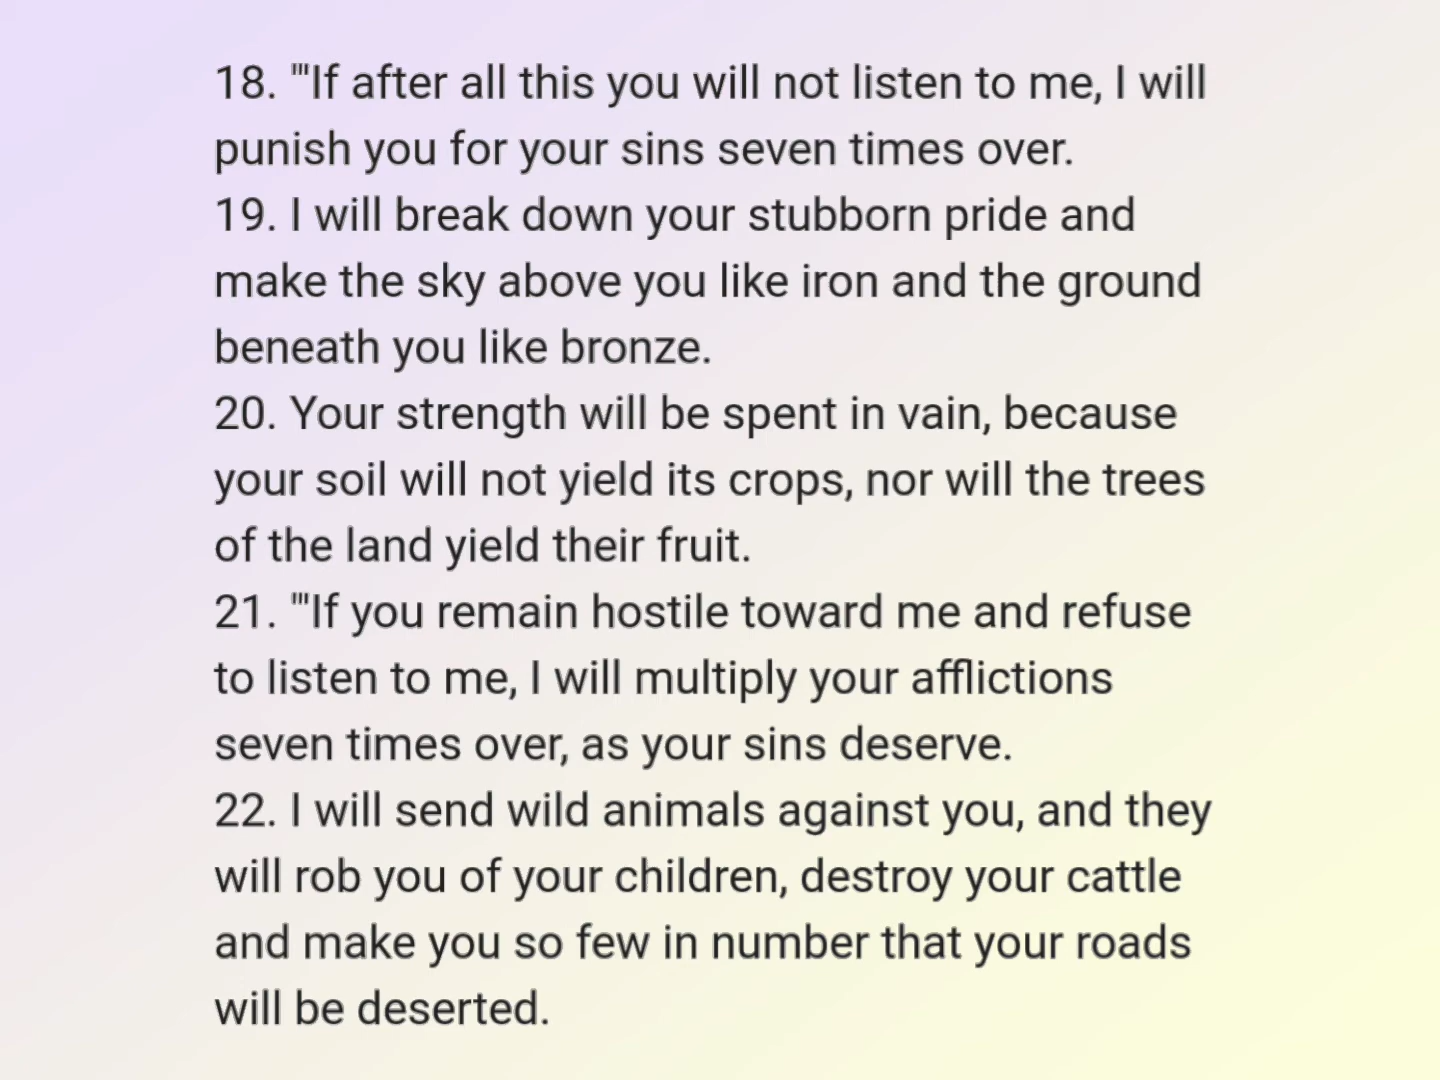 18. "'If after all this you will not listen to me, I will
punish you for your sins seven times over.
19. I will break down your stubborn pride and
make the sky above you like iron and the ground
beneath you like bronze.
20. Your strength will be spent in vain, because
your soil will not yield its crops, nor will the trees
of the land yield their fruit.
21. "'If you remain hostile toward me and refuse
to listen to me, I will multiply your afflictions
seven times over, as your sins deserve.
22. I will send wild animals against you, and they
will rob you of your children, destroy your cattle
and make you so few in number that your roads
will be deserted.